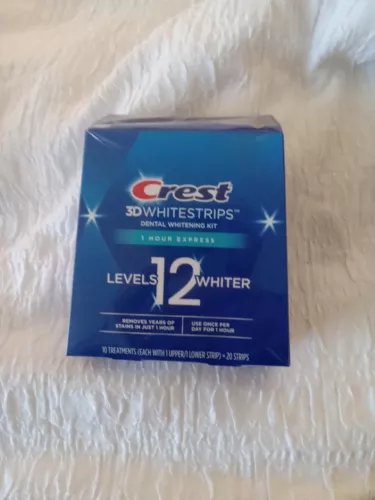 Crest
3DWHITESTRIPS™
DENTAL WHITENING KIT
1 HOUR EXPRESS
LEVELS 12 WHITER
REMOVES YEARS OF
STAINS IN JUST 1 HOUR
USE ONCE PER
DAY FOR 1 HOUR
10 TREATMENTS (EACH WITH 1 UPPER/1 LOWER STRIP) = 20 STRIPS